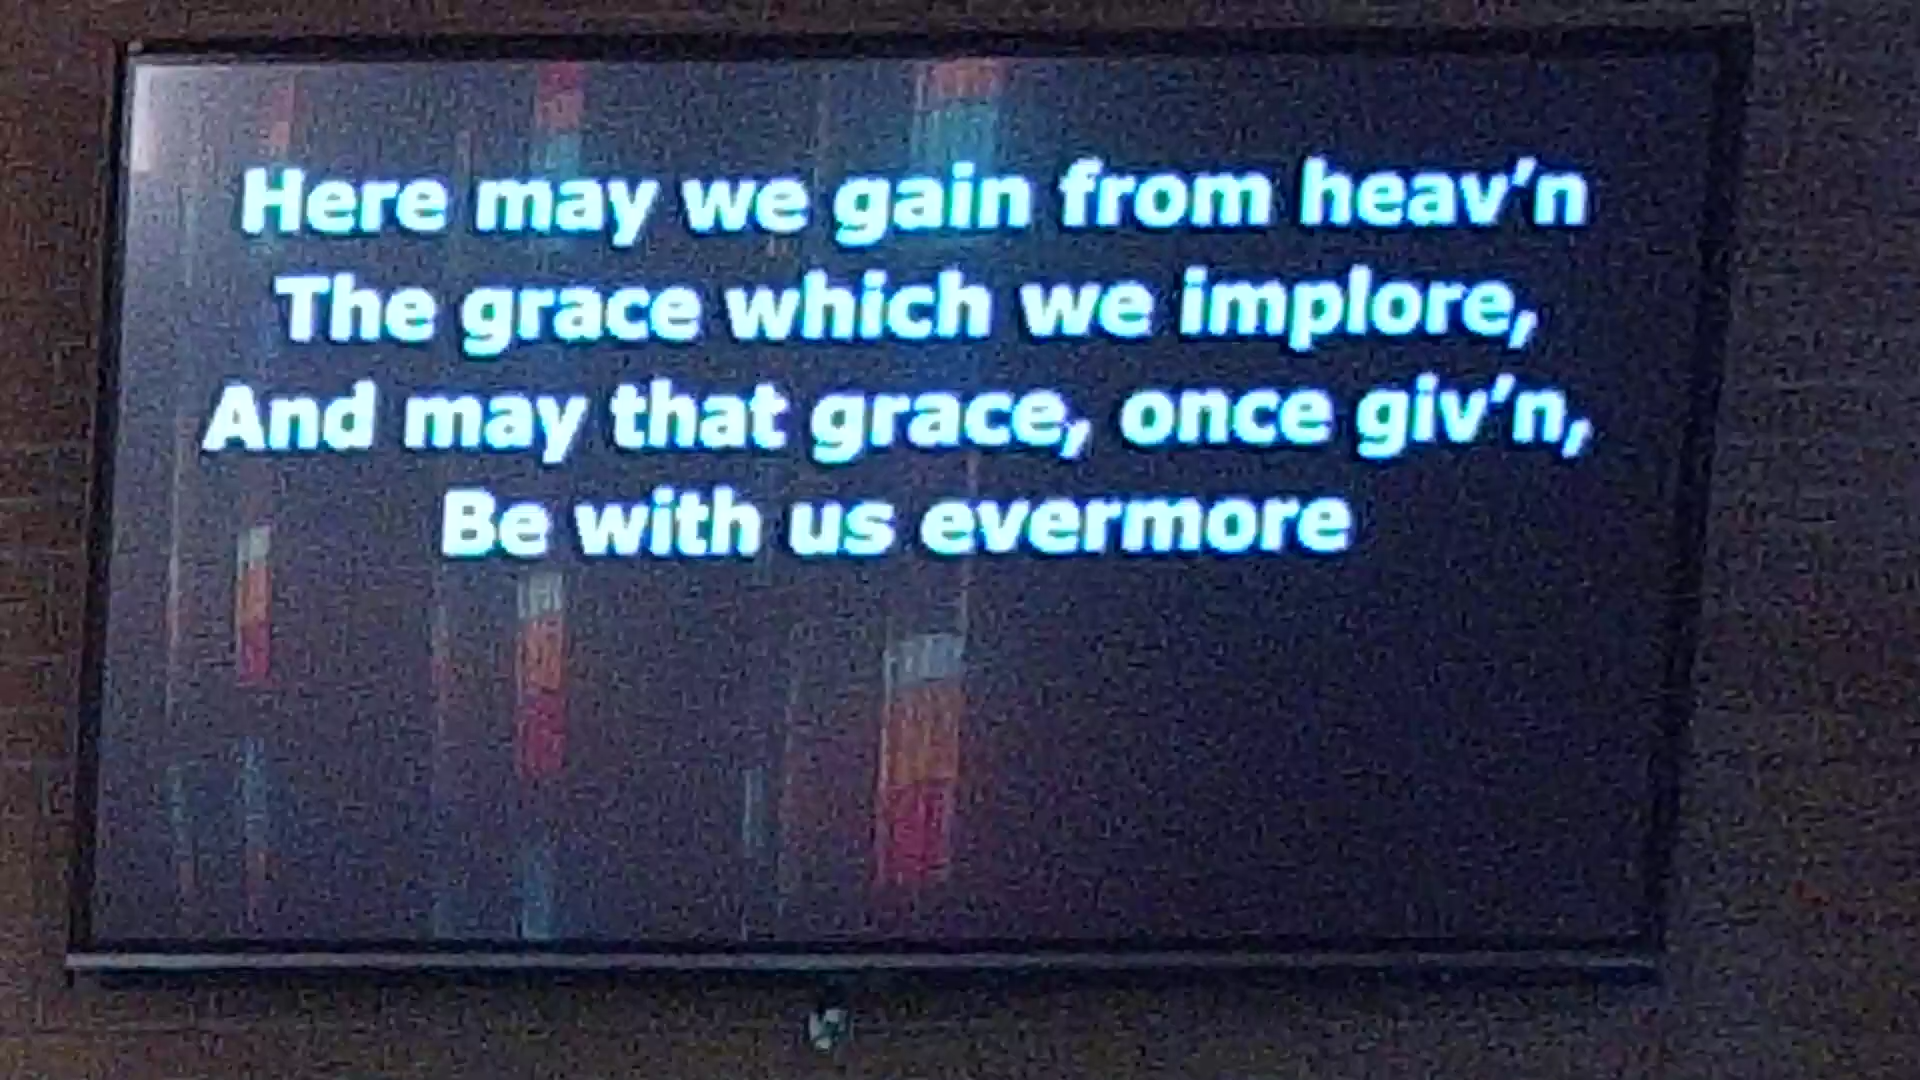 Here may we gain from heav'n
The grace which we implore,
And may that grace, once giv'n,
Be with us evermore